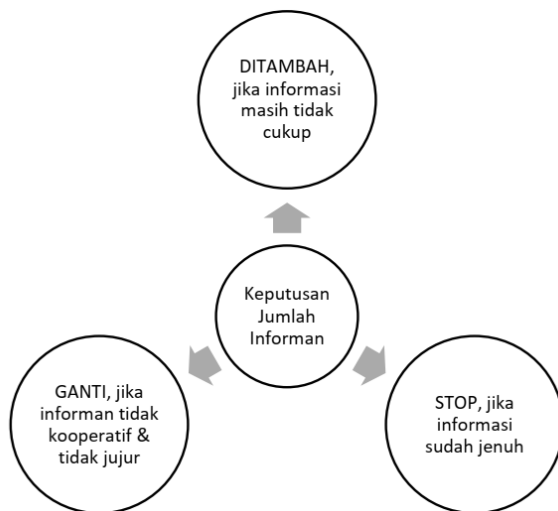 DITAMBAH,
jika informasi
masih tidak
cukup
Keputusan
Jumlah
Informan
GANTI, jika
informan tidak
kooperatif &
tidak jujur
STOP, jika
informasi
sudah jenuh